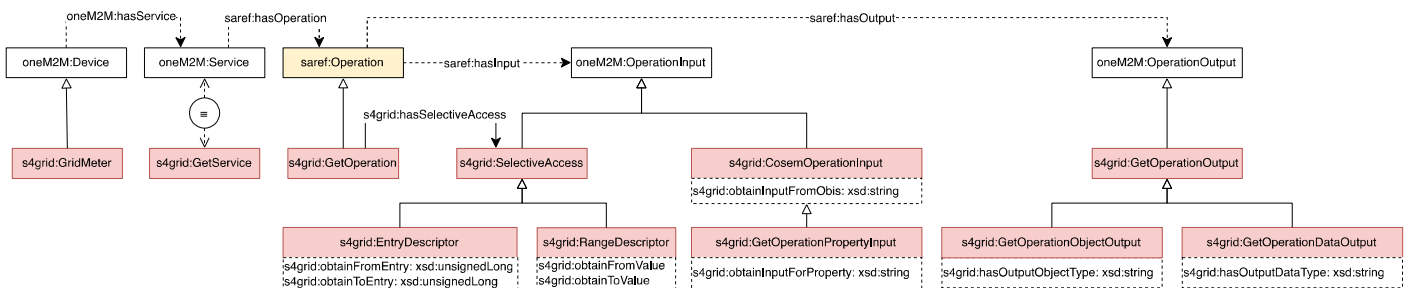 oneM2M:hasService
saref:hasOperation
saref:hasOutput
oneM2M:Device
oneM2M:Service
saref:Operation
saref:hasInput
oneM2M:OperationInput
oneM2M:OperationOutput
≡
s4grid:hasSelectiveAccess
s4grid:GridMeter
s4grid:GetService
s4grid:GetOperation
s4grid:SelectiveAccess
s4grid:CosemOperationInput
s4grid:obtainInputFromObis: xsd:string
s4grid:GetOperationOutput
s4grid:EntryDescriptor
s4grid:obtainFromEntry: xsd:unsignedLong
s4grid:obtainToEntry: xsd:unsignedLong
s4grid:RangeDescriptor
s4grid:obtainFromValue
s4grid:obtainToValue
s4grid:GetOperationPropertyInput
s4grid:obtainInputForProperty: xsd:string
s4grid:GetOperationObjectOutput
s4grid:hasOutputObjectType: xsd:string
s4grid:GetOperationDataOutput
s4grid:hasOutputDataType: xsd:string